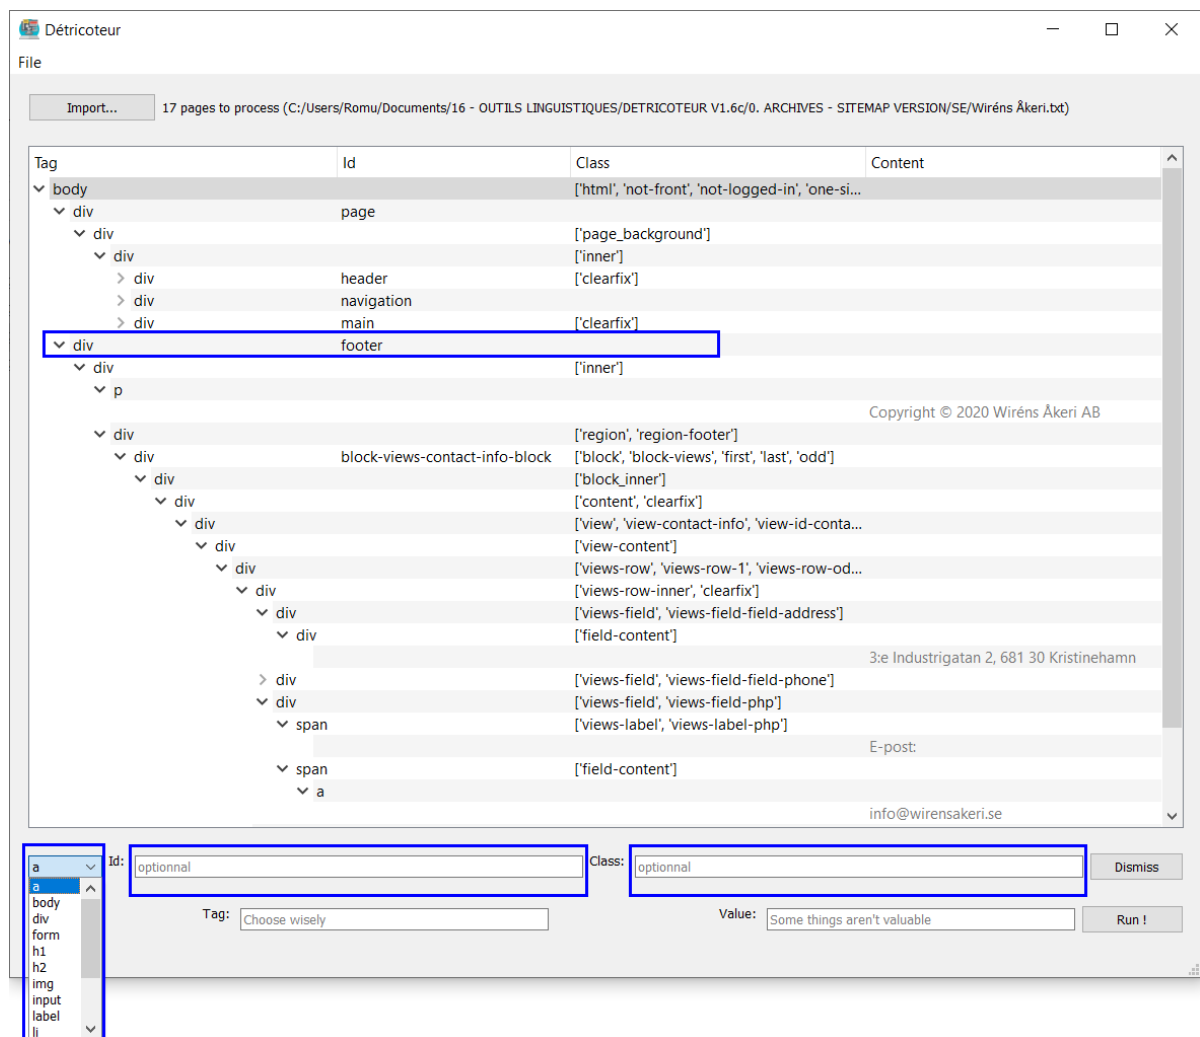 Détricoteur
File
Import... 17 pages to process (C:/Users/Romu/Documents/16 - OUTILS LINGUISTIQUES/DETRICOTEUR V1.6c/0. ARCHIVES - SITEMAP VERSION/SE/Wiréns Åkeri.txt)
Tag Id Class Content
body ['html', 'not-front', 'not-logged-in', 'one-si...
div page
div ['page_background']
div ['inner']
div header ['clearfix']
div navigation
div main ['clearfix']
div footer
div ['inner']
p
Copyright © 2020 Wiréns Åkeri AB
div ['region', 'region-footer']
div block-views-contact-info-block ['block', 'block-views', 'first', 'last', 'odd']
div ['block_inner']
div ['content', 'clearfix']
div ['view', 'view-contact-info', 'view-id-conta...
div ['view-content']
div ['views-row', 'views-row-1', 'views-row-od...
div ['views-row-inner', 'clearfix']
div ['views-field', 'views-field-field-address']
div ['field-content']
3:e Industrigatan 2, 681 30 Kristinehamn
div ['views-field', 'views-field-field-phone']
div ['views-field', 'views-field-php']
span ['views-label', 'views-label-php']
E-post:
span ['field-content']
a
info@wirensakeri.se
a Id: optionnal Class: optionnal Dismiss
a
body
div
form
h1
h2
img
input
label
li
Tag: Choose wisely Value: Some things aren't valuable Run !